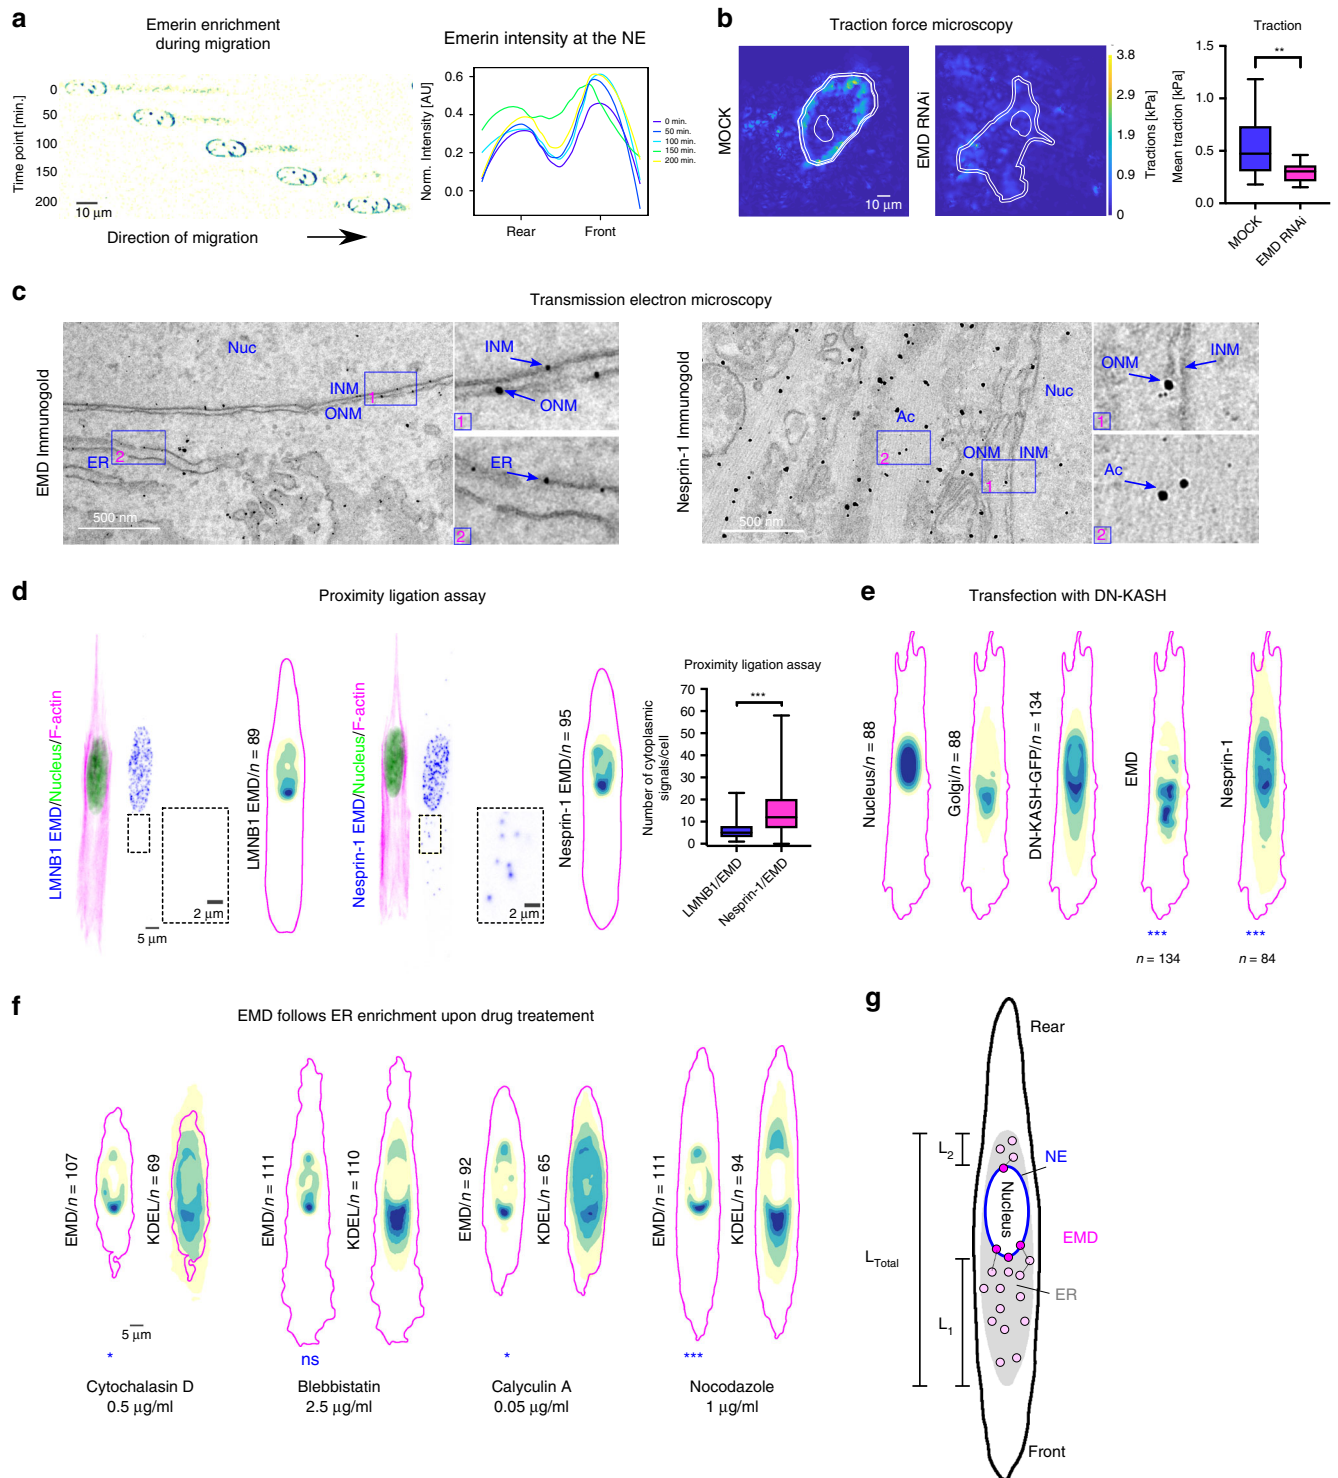 a
Emerin enrichment
during migration
Time point [min.]
0
50
100
150
200
10 µm
Direction of migration
Emerin intensity at the NE
Norm. Intensity [AU]
0.6
0.4
0.2
0.0
Rear
Front
0 min.
50 min.
100 min.
150 min.
200 min.
b
Traction force microscopy
MOCK
10 µm
EMD RNAi
3.8
2.9
1.9
0.9
0
Tractions [kPa]
Traction
Mean traction [kPa]
1.5
1.0
0.5
0.0
**
MOCK
EMD RNAi
c
Transmission electron microscopy
EMD Immunogold
Nuc
INM
ONM
1
ER
2
500 nm
INM
ONM
1
ER
2
Nesprin-1 Immunogold
Nuc
Ac
2
ONM
INM
1
500 nm
ONM
INM
1
Ac
2
d
Proximity ligation assay
LMNB1 EMD/Nucleus/F-actin
2 µm
5 µm
LMNB1 EMD/n = 89
Nesprin-1 EMD/Nucleus/F-actin
2 µm
Nesprin-1 EMD/n = 95
Proximity ligation assay
Number of cytoplasmic
signals/cell
70
60
50
40
30
20
10
0
***
LMNB1/EMD
Nesprin-1/EMD
e
Transfection with DN-KASH
Nucleus/n = 88
Golgi/n = 88
DN-KASH-GFP/n = 134
EMD
Nesprin-1
***
***
n = 134
n = 84
f
EMD follows ER enrichment upon drug treatement
EMD/n = 107
KDEL/n = 69
EMD/n = 111
KDEL/n = 110
EMD/n = 92
KDEL/n = 65
EMD/n = 111
KDEL/n = 94
5 µm
*
ns
*
***
Cytochalasin D
0.5 µg/ml
Blebbistatin
2.5 µg/ml
Calyculin A
0.05 µg/ml
Nocodazole
1 µg/ml
g
Rear
L2
NE
Nucleus
EMD
LTotal
ER
L1
Front